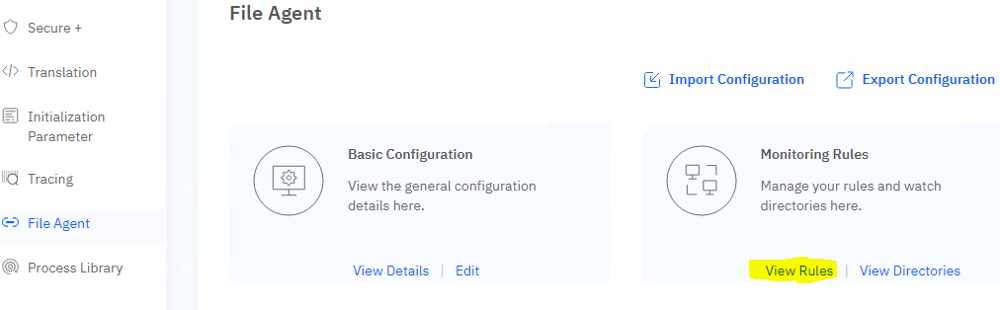 File Agent
Secure +
Translation
Initialization
Parameter
Tracing
File Agent
Process Library
Import Configuration
Export Configuration
Basic Configuration
View the general configuration
details here.
View Details | Edit
Monitoring Rules
Manage your rules and watch
directories here.
View Rules | View Directories